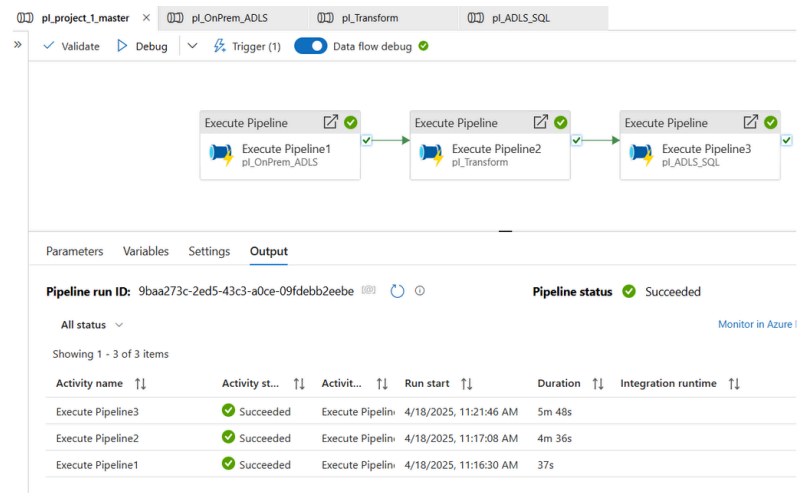 pl_project_1_master × pl_OnPrem_ADLS pl_Transform pl_ADLS_SQL
» Validate Debug Trigger (1) Data flow debug
Execute Pipeline Execute Pipeline Execute Pipeline
Execute Pipeline1 Execute Pipeline2 Execute Pipeline3
pl_OnPrem_ADLS pl_Transform pl_ADLS_SQL
Parameters Variables Settings Output
Pipeline run ID: 9baa273c-2ed5-43c3-a0ce-09fdebb2eebe Pipeline status Succeeded
All status Monitor in Azure
Showing 1 - 3 of 3 items
Activity name Activity st... Activit... Run start Duration Integration runtime
Execute Pipeline3 Succeeded Execute Pipelin 4/18/2025, 11:21:46 AM 5m 48s
Execute Pipeline2 Succeeded Execute Pipelin 4/18/2025, 11:17:08 AM 4m 36s
Execute Pipeline1 Succeeded Execute Pipelin 4/18/2025, 11:16:30 AM 37s